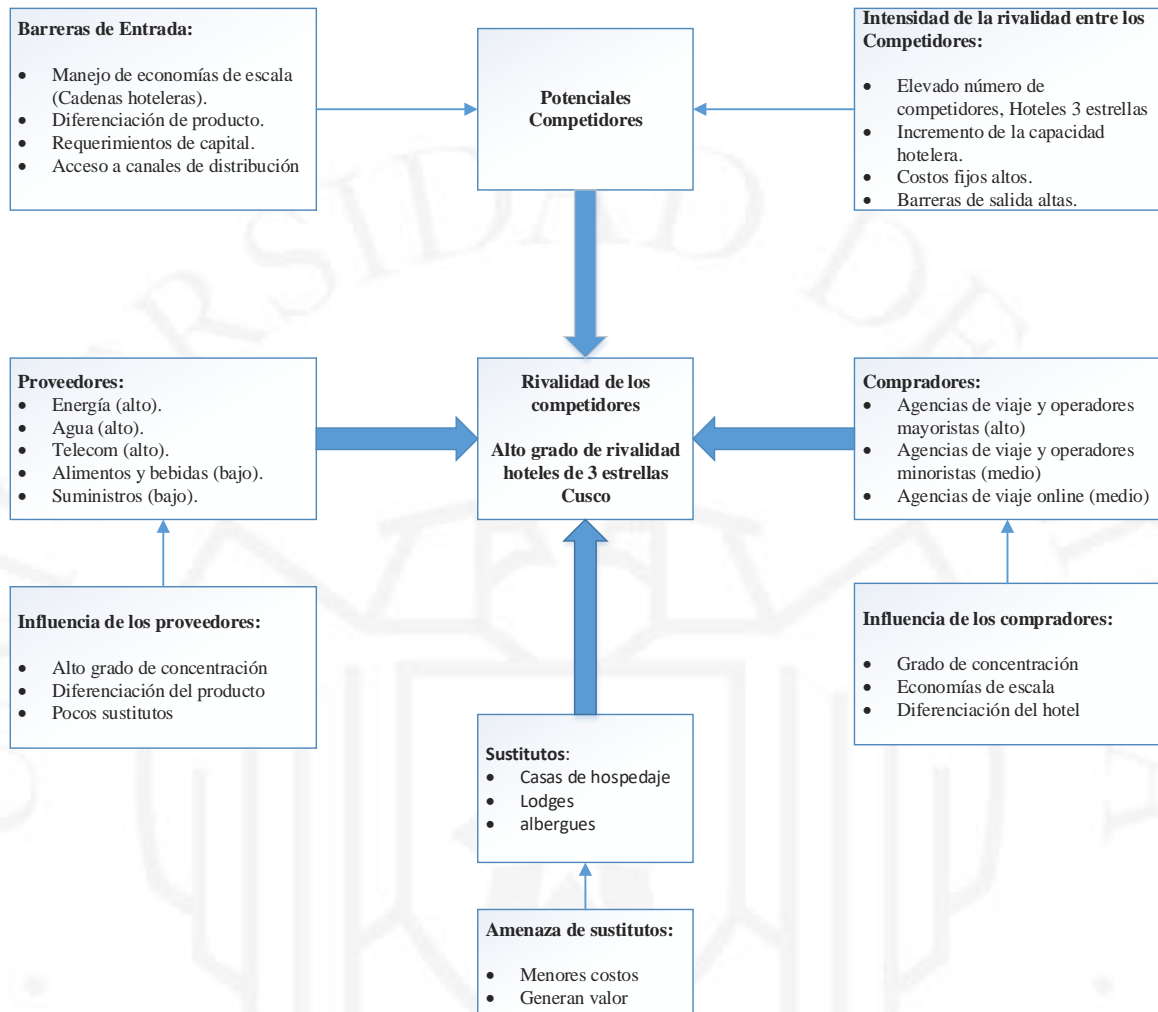 Barreras de Entrada:
• Manejo de economías de escala
(Cadenas hoteleras).
• Diferenciación de producto.
• Requerimientos de capital.
• Acceso a canales de distribución
Potenciales
Competidores
Intensidad de la rivalidad entre los
Competidores:
• Elevado número de
competidores, Hoteles 3 estrellas
• Incremento de la capacidad
hotelera.
• Costos fijos altos.
• Barreras de salida altas.
Proveedores:
• Energía (alto).
• Agua (alto).
• Telecom (alto).
• Alimentos y bebidas (bajo).
• Suministros (bajo).
Rivalidad de los
competidores
Alto grado de rivalidad
hoteles de 3 estrellas
Cusco
Compradores:
• Agencias de viaje y operadores
mayoristas (alto)
• Agencias de viaje y operadores
minoristas (medio)
• Agencias de viaje online (medio)
Influencia de los proveedores:
• Alto grado de concentración
• Diferenciación del producto
• Pocos sustitutos
Influencia de los compradores:
• Grado de concentración
• Economías de escala
• Diferenciación del hotel
Sustitutos:
• Casas de hospedaje
• Lodges
• albergues
Amenaza de sustitutos:
• Menores costos
• Generan valor